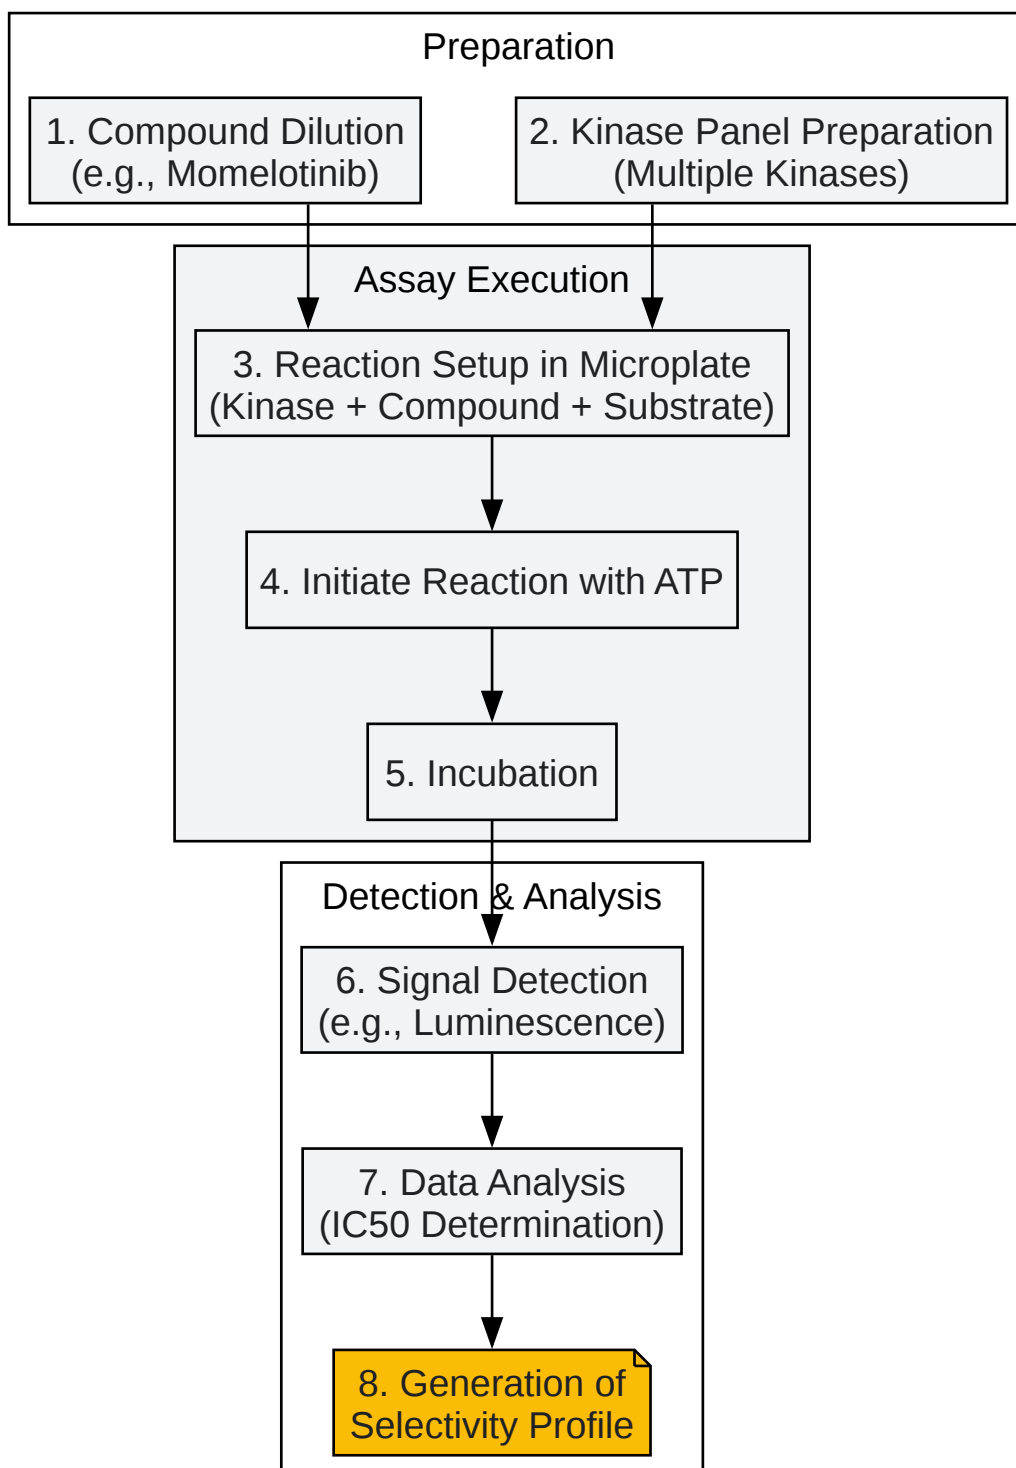 Preparation
1. Compound Dilution
(e.g., Momelotinib)
2. Kinase Panel Preparation
(Multiple Kinases)
Assay Execution
3. Reaction Setup in Microplate
(Kinase + Compound + Substrate)
4. Initiate Reaction with ATP
5. Incubation
Detection & Analysis
6. Signal Detection
(e.g., Luminescence)
7. Data Analysis
(IC50 Determination)
8. Generation of
Selectivity Profile